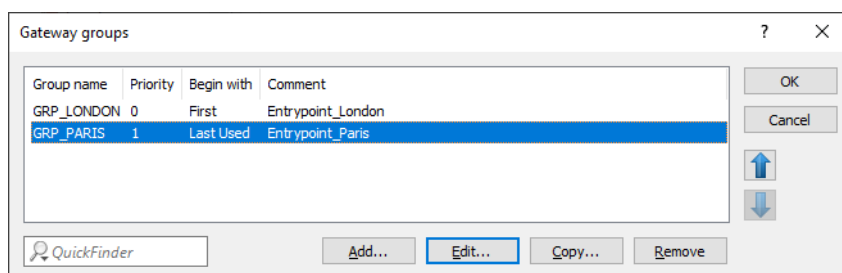 Gateway groups ? X
Group name Priority Begin with Comment
GRP_LONDON 0 First Entrypoint_London
GRP_PARIS 1 Last Used Entrypoint_Paris
OK
Cancel
QuickFinder Add... Edit... Copy... Remove